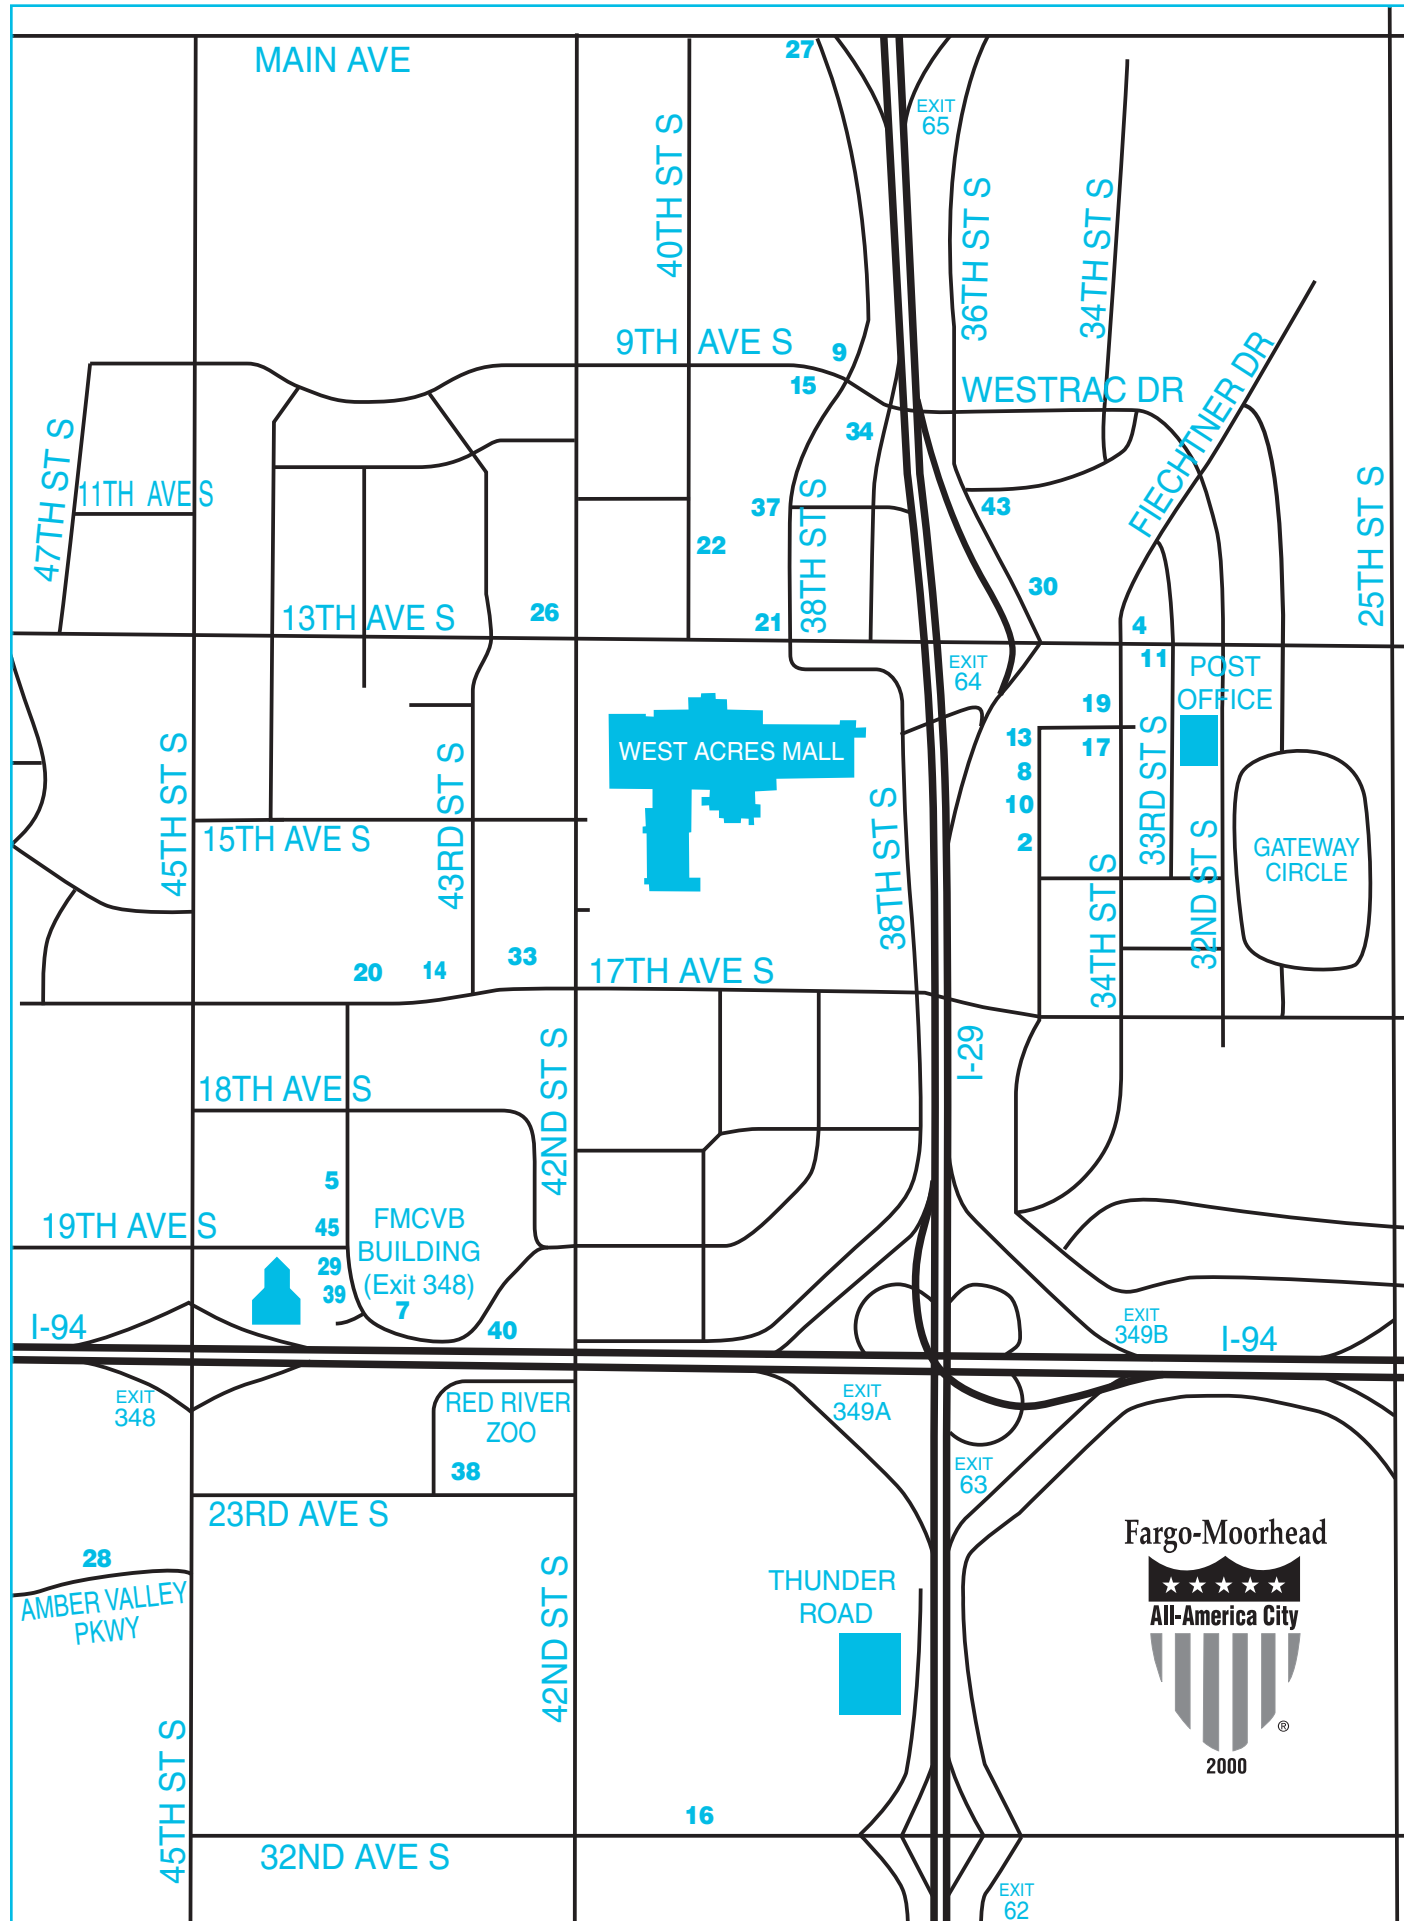 MAIN AVE
27
EXIT
65
40TH ST S
36TH ST S
34TH ST S
9TH AVE S
9
15
WESTRAC DR
34
FIECHTNER DR
47TH ST S
11TH AVE S
37
38TH ST S
43
25TH ST S
22
30
13TH AVE S
26
21
4
11
EXIT
64
POST
OFFICE
19
13
17
WEST ACRES MALL
8
10
2
45TH ST S
43RD ST S
15TH AVE S
38TH ST S
33RD ST S
32ND ST S
34TH ST S
GATEWAY
CIRCLE
20
14
33
17TH AVE S
I-29
18TH AVE S
42ND ST S
5
19TH AVE S
45
FMCVB
BUILDING
(Exit 348)
29
39
7
40
I-94
EXIT
349B
I-94
EXIT
348
RED RIVER
ZOO
EXIT
349A
38
EXIT
63
23RD AVE S
28
AMBER VALLEY
PKWY
42ND ST S
THUNDER
ROAD
Fargo-Moorhead
All-America City
®
2000
45TH ST S
16
32ND AVE S
EXIT
62